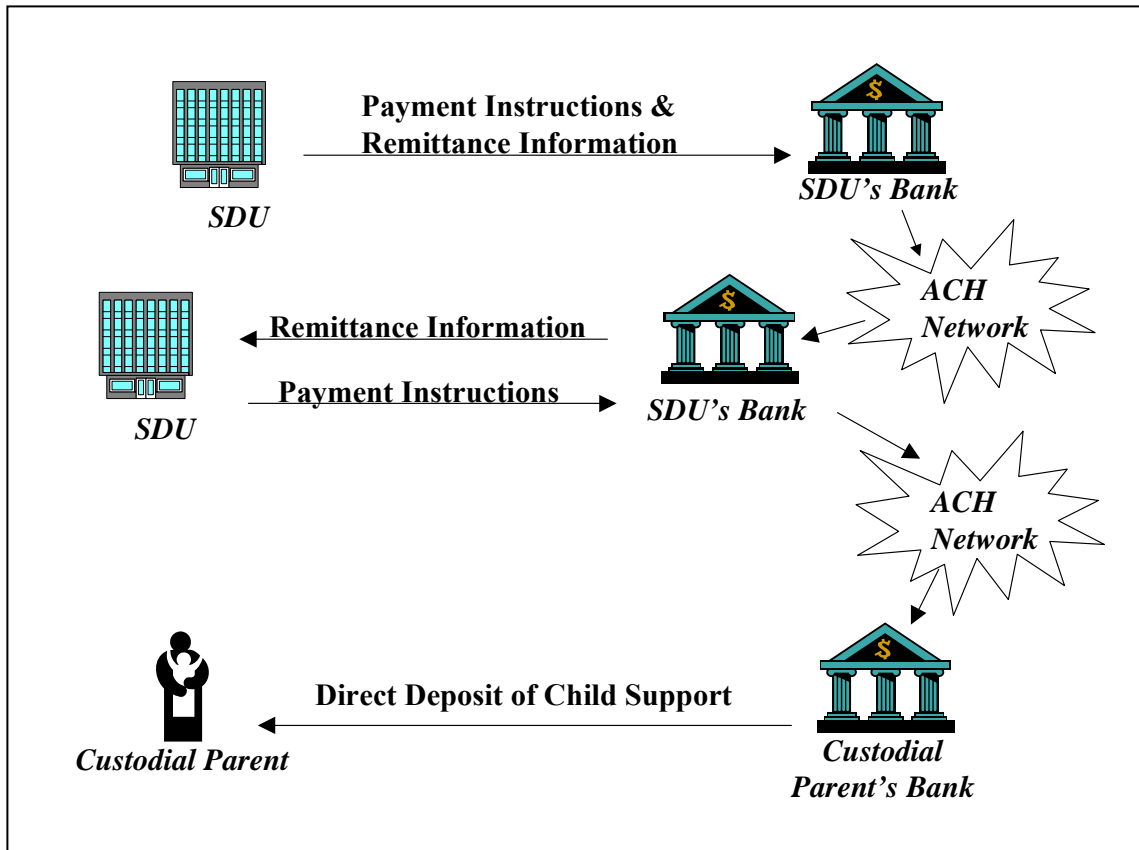 Payment Instructions &
Remittance Information
SDU
SDU's Bank
ACH
Network
Remittance Information
Payment Instructions
SDU
SDU's Bank
ACH
Network
Direct Deposit of Child Support
Custodial Parent
Custodial
Parent's Bank
$
$
$